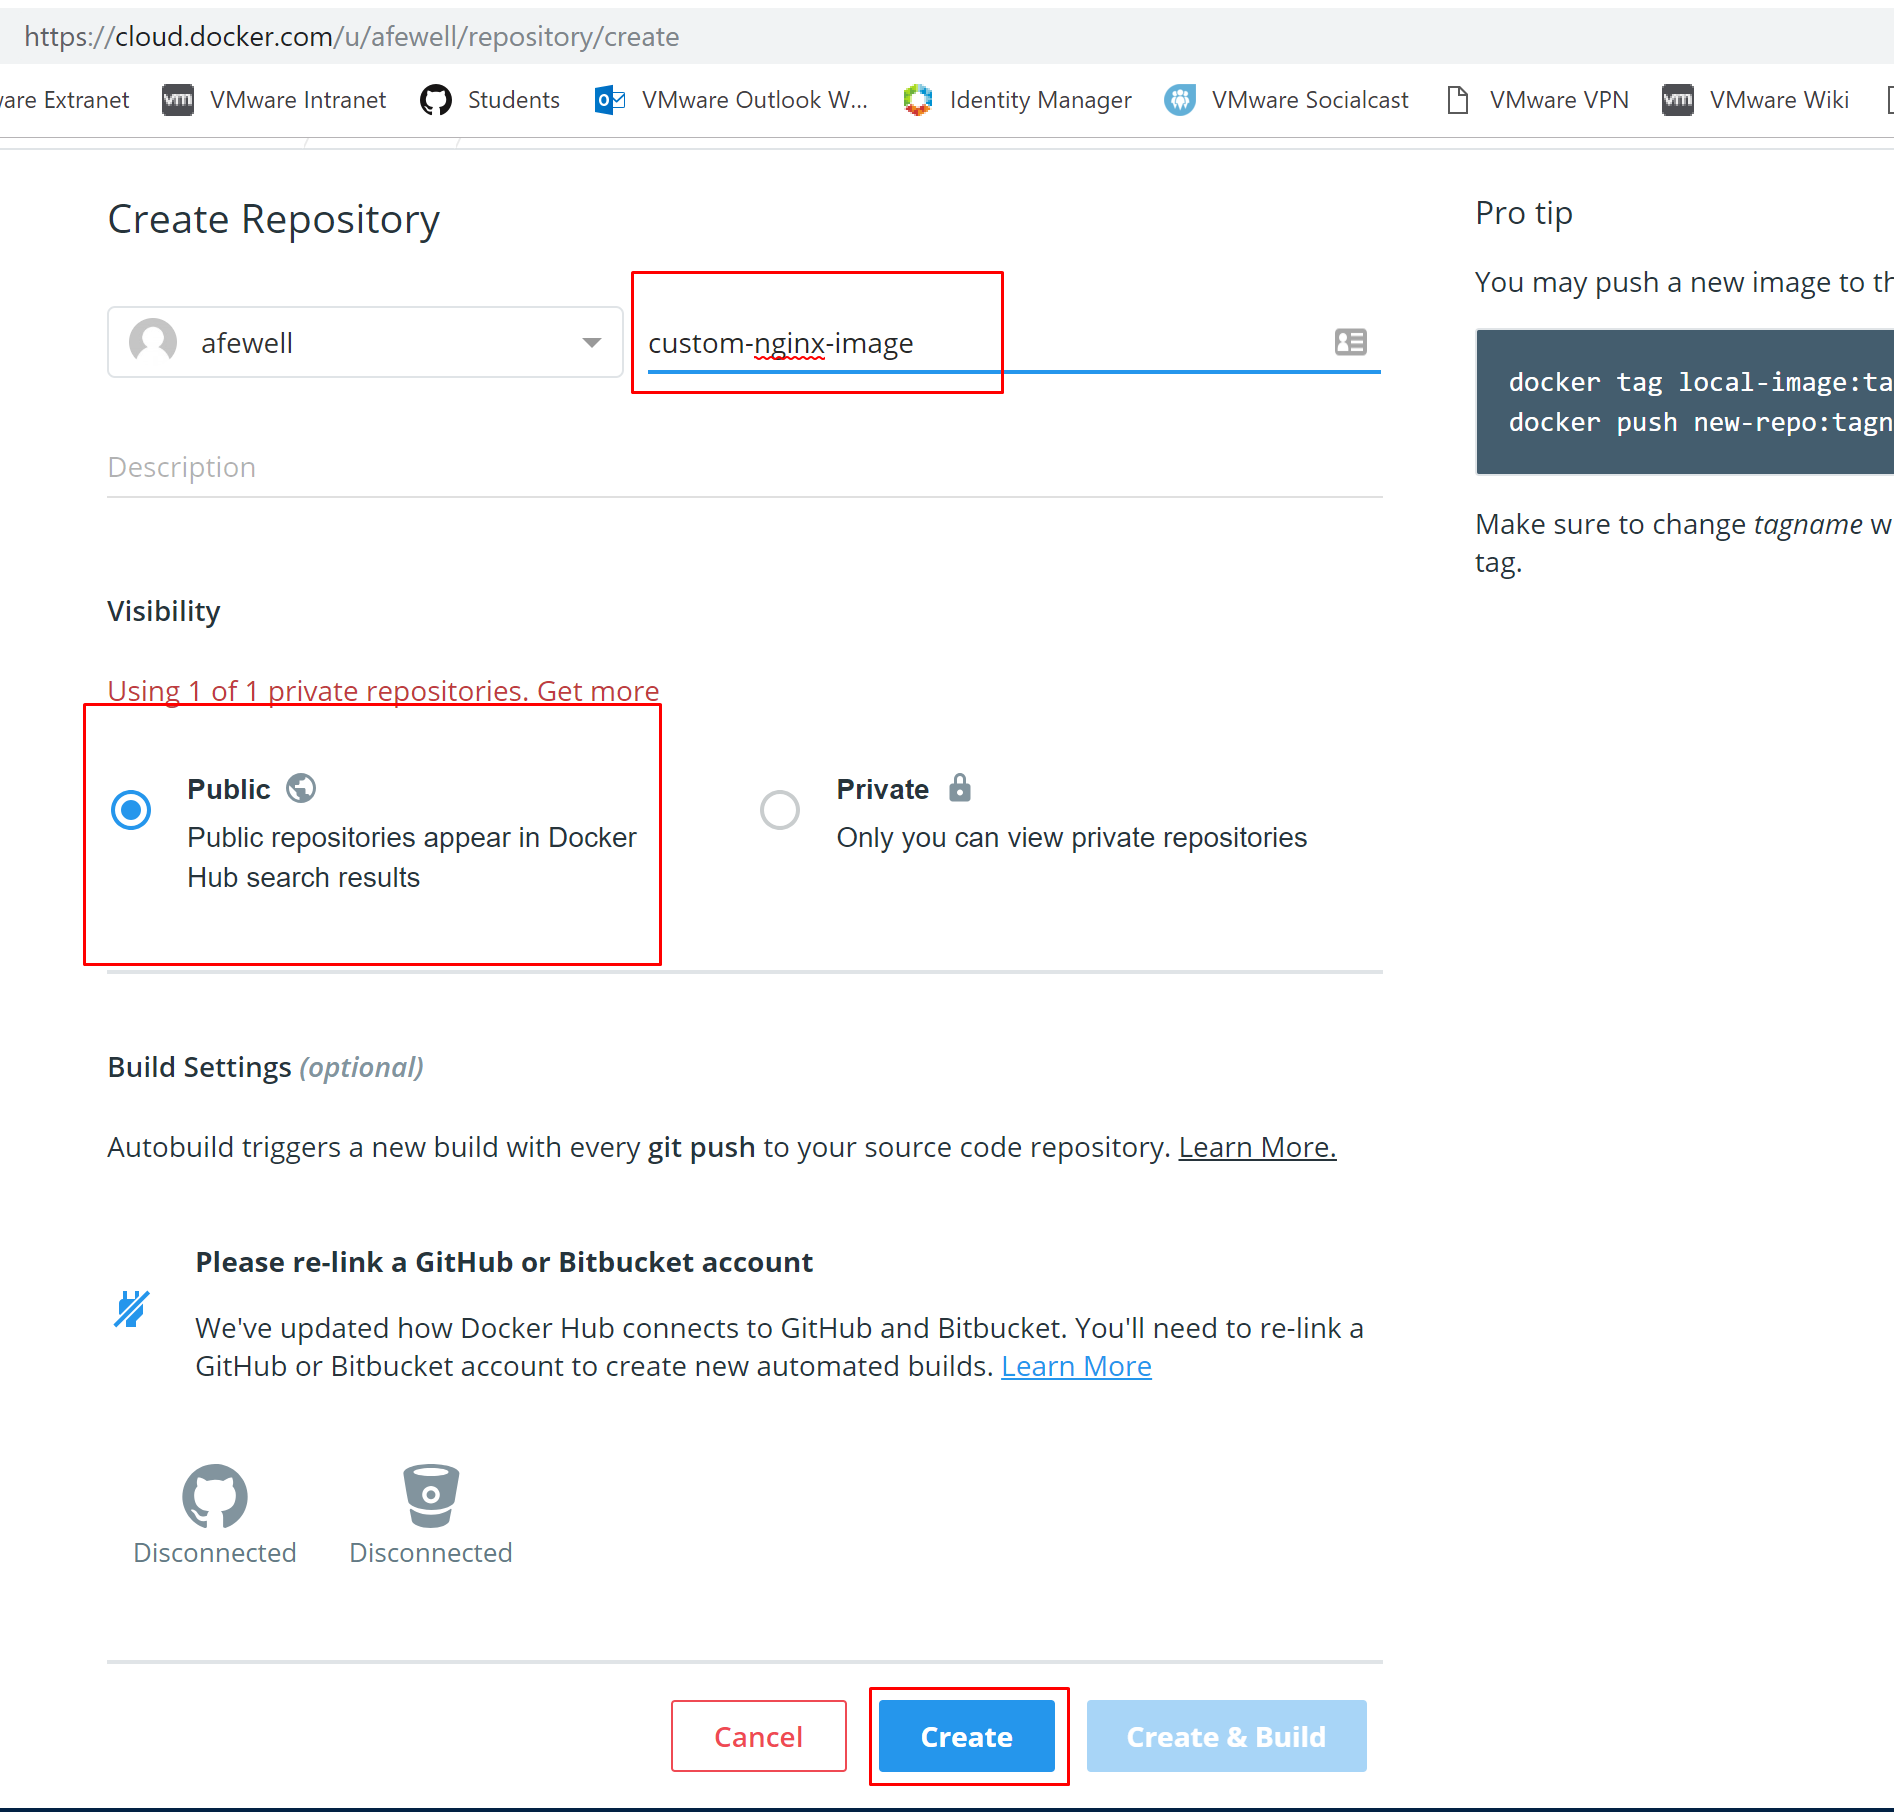 https://cloud.docker.com/u/afewell/repository/create
Extranet VMware Intranet Students VMware Outlook W... Identity Manager VMware Socialcast VMware VPN VMware Wiki
Create Repository
afewell
custom-nginx-image
Description
Visibility
Using 1 of 1 private repositories. Get more
Public
Public repositories appear in Docker
Hub search results
Private
Only you can view private repositories
Build Settings (optional)
Autobuild triggers a new build with every git push to your source code repository. Learn More.
Please re-link a GitHub or Bitbucket account
We've updated how Docker Hub connects to GitHub and Bitbucket. You'll need to re-link a
GitHub or Bitbucket account to create new automated builds. Learn More
Disconnected Disconnected
Cancel Create Create & Build
Pro tip
You may push a new image to
docker tag local-image:ta
docker push new-repo:tagn
Make sure to change tagname
tag.